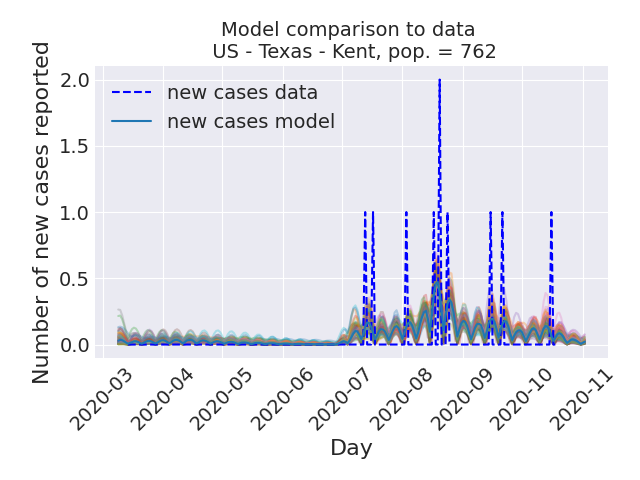 Model comparison to data
US - Texas - Kent, pop. = 762
Number of new cases reported
2.0
1.5
1.0
0.5
0.0
new cases data
new cases model
2020-03
2020-04
2020-05
2020-06
2020-07
2020-08
2020-09
2020-10
2020-11
Day